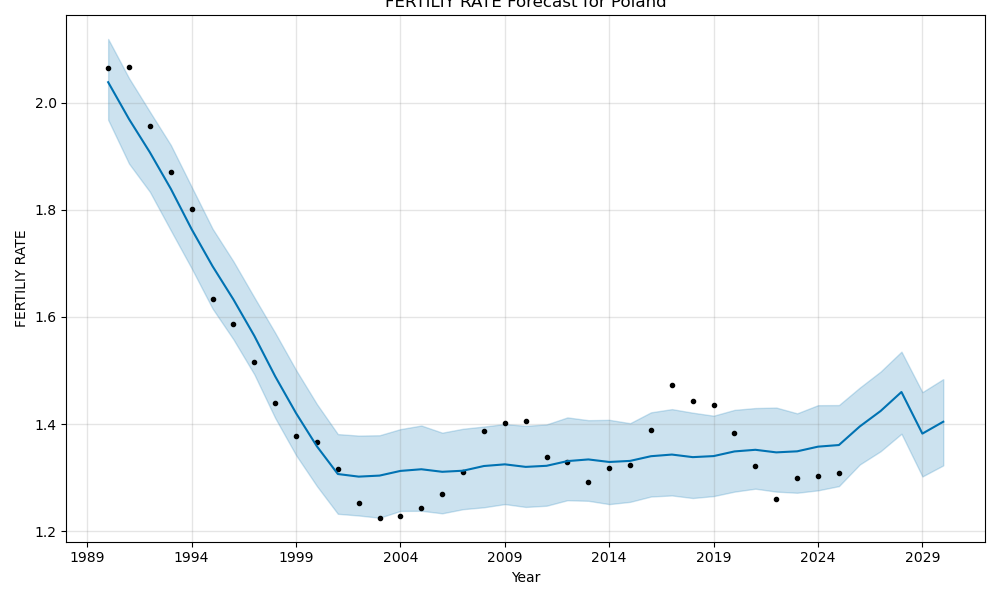 FERTILIY RATE Forecast for Poland
2.0
1.8
1.6
1.4
1.2
FERTILIY RATE
1989 1994 1999 2004 2009 2014 2019 2024 2029
Year